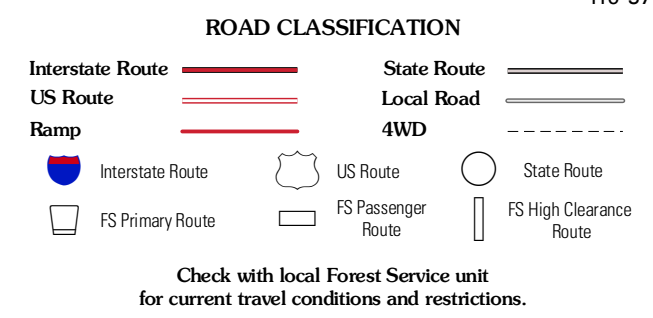 ROAD CLASSIFICATION
Interstate Route
State Route
US Route
Local Road
Ramp
4WD
Interstate Route
US Route
State Route
FS Primary Route
FS Passenger
Route
FS High Clearance
Route
Check with local Forest Service unit
for current travel conditions and restrictions.